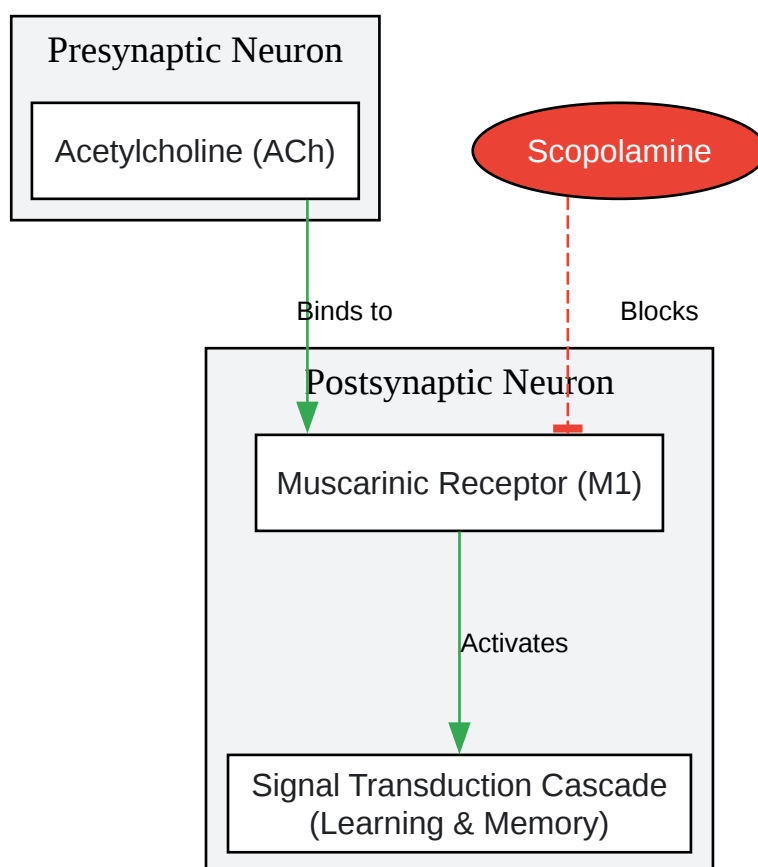 Presynaptic Neuron
Acetylcholine (ACh)
Scopolamine
Binds to
Blocks
Postsynaptic Neuron
Muscarinic Receptor (M1)
Activates
Signal Transduction Cascade
(Learning & Memory)